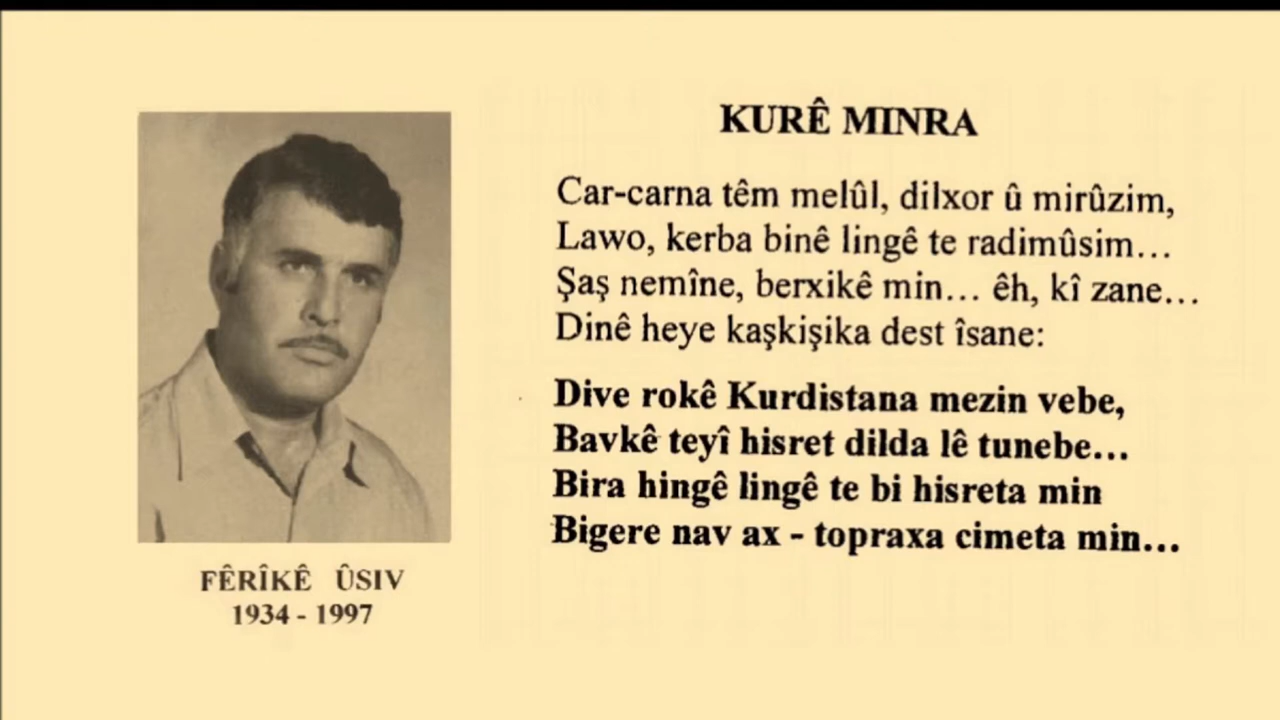 KURÊ MINRA
Car-carna têm melûl, dilxor û mirûzim,
Lawo, kerba binê lingê te radimûsim...
Şaş nemîne, berxikê min... êh, kî zane...
Dinê heye kaşkişika dest îsane:
Dive rokê Kurdistana mezin vebe,
Bavkê teyî hisret dilda lê tunebe...
Bira hingê lingê te bi hisreta min
Bigere nav ax - topraxa cimeta min...
FÊRÎKÊ ÛSIV
1934 - 1997